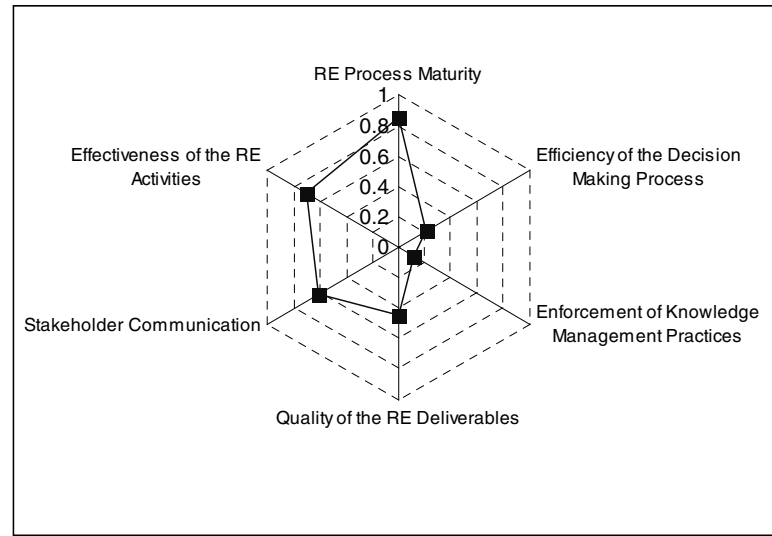 RE Process Maturity
1
0.8
0.6
0.4
0.2
0
Effectiveness of the RE
Activities
Efficiency of the Decision
Making Process
Stakeholder Communication
Enforcement of Knowledge
Management Practices
Quality of the RE Deliverables